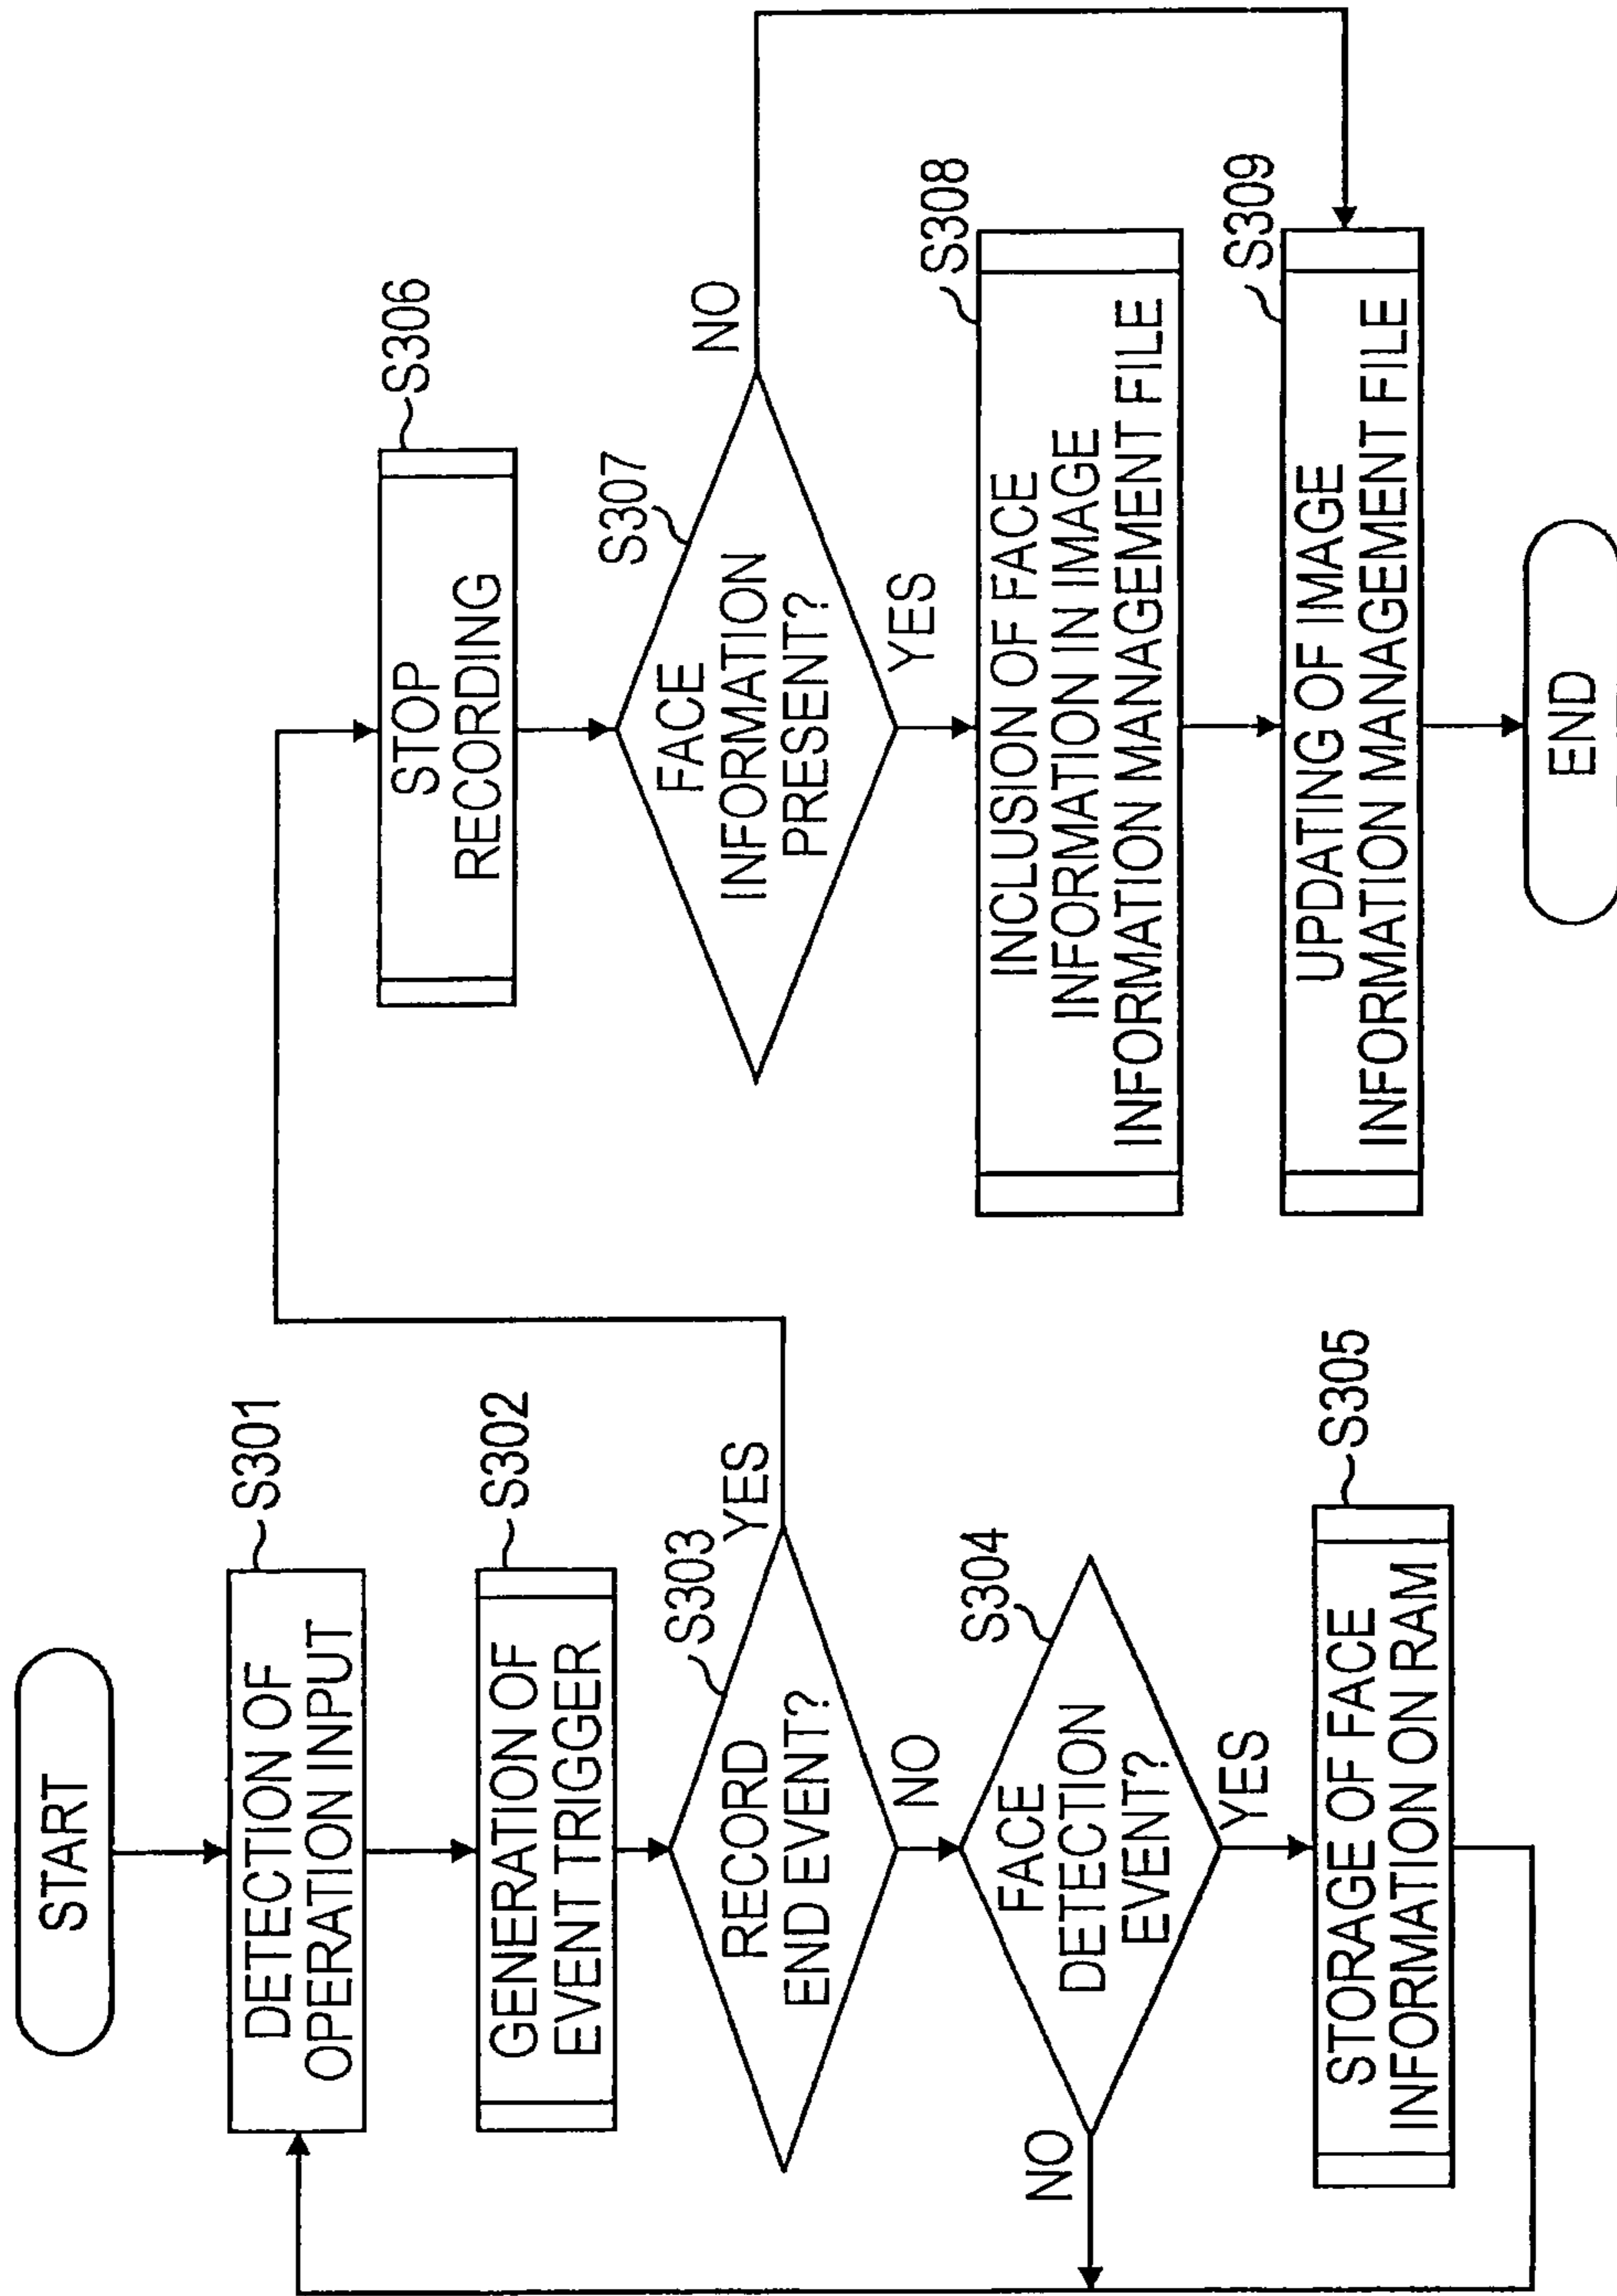 START
DETECTION OF
OPERATION INPUT
S301
GENERATION OF
EVENT TRIGGER
S302
RECORD
END EVENT?
S303
YES
NO
FACE
DETECTION
EVENT?
S304
NO
YES
STORAGE OF FACE
INFORMATION ON RAM
S305
STOP
RECORDING
S306
FACE
INFORMATION
PRESENT?
S307
NO
YES
INCLUSION OF FACE
INFORMATION IN IMAGE
INFORMATION MANAGEMENT FILE
S308
UPDATING OF IMAGE
INFORMATION MANAGEMENT FILE
S309
END